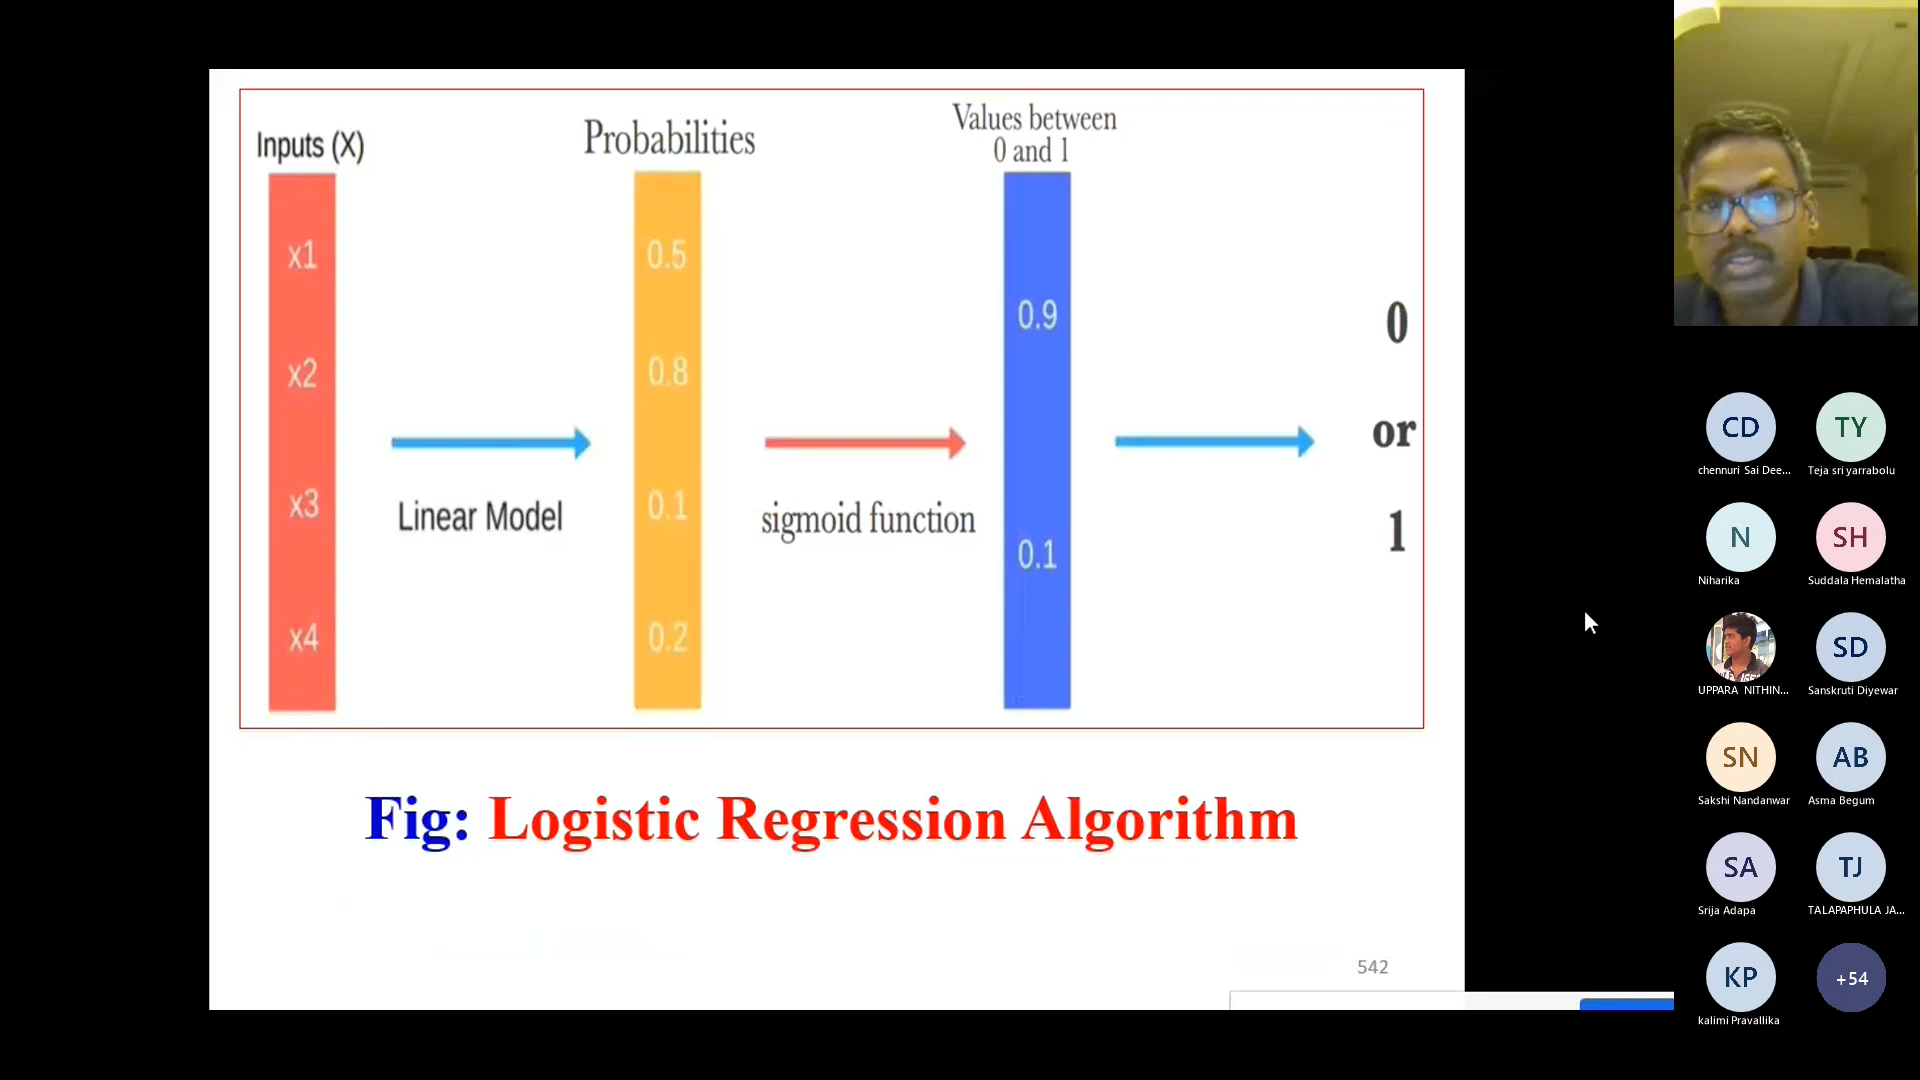 Inputs (X)
Probabilities
Values between
0 and 1
x1
x2
x3
x4
Linear Model
0.5
0.8
0.1
0.2
sigmoid function
0.9
0.1
0
or
1
Fig: Logistic Regression Algorithm
542
CD
chennuri Sai Dee...
TY
Teja sri yarrabolu
N
Niharika
SH
Suddala Hemalatha
UPPARA NITHIN...
SD
Sanskruti Diyewar
SN
Sakshi Nandanwar
AB
Asma Begum
SA
Srija Adapa
TJ
TALAPAPHULA JA...
KP
kalimi Pravallika
+54